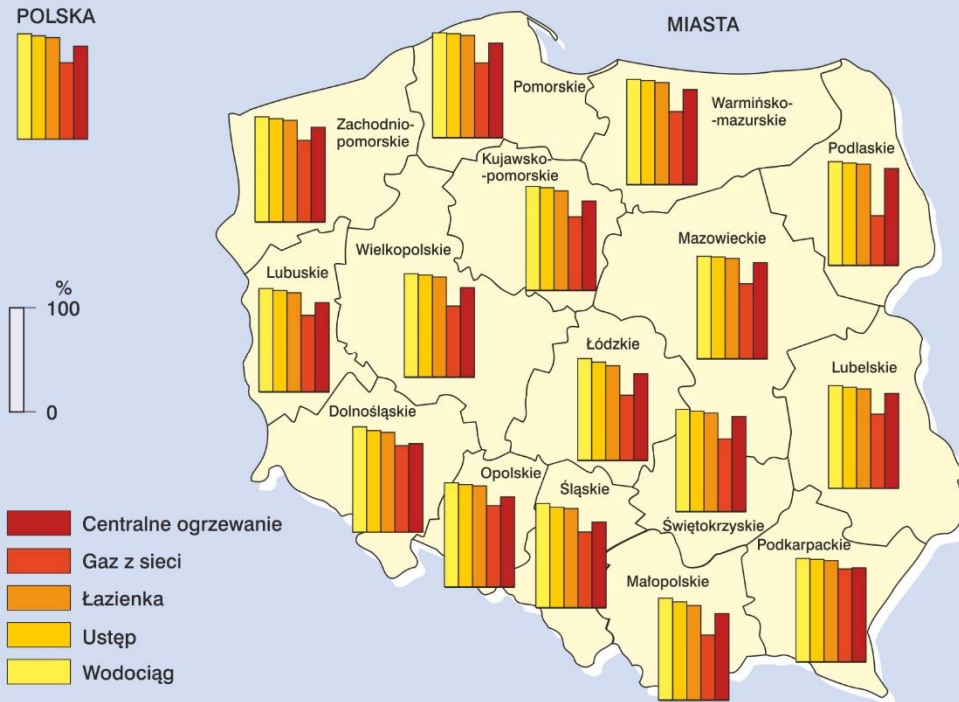 POLSKA
MIASTA
Pomorskie
Warmińsko-
-mazurskie
Zachodnio-
pomorskie
Podlaskie
Kujawsko-
-pomorskie
Mazowieckie
Wielkopolskie
Lubuskie
%
100
0
Łódzkie
Lubelskie
Dolnośląskie
Opolskie
Śląskie
Świętokrzyskie
Podkarpackie
Małopolskie
Centralne ogrzewanie
Gaz z sieci
Łazienka
Ustęp
Wodociąg